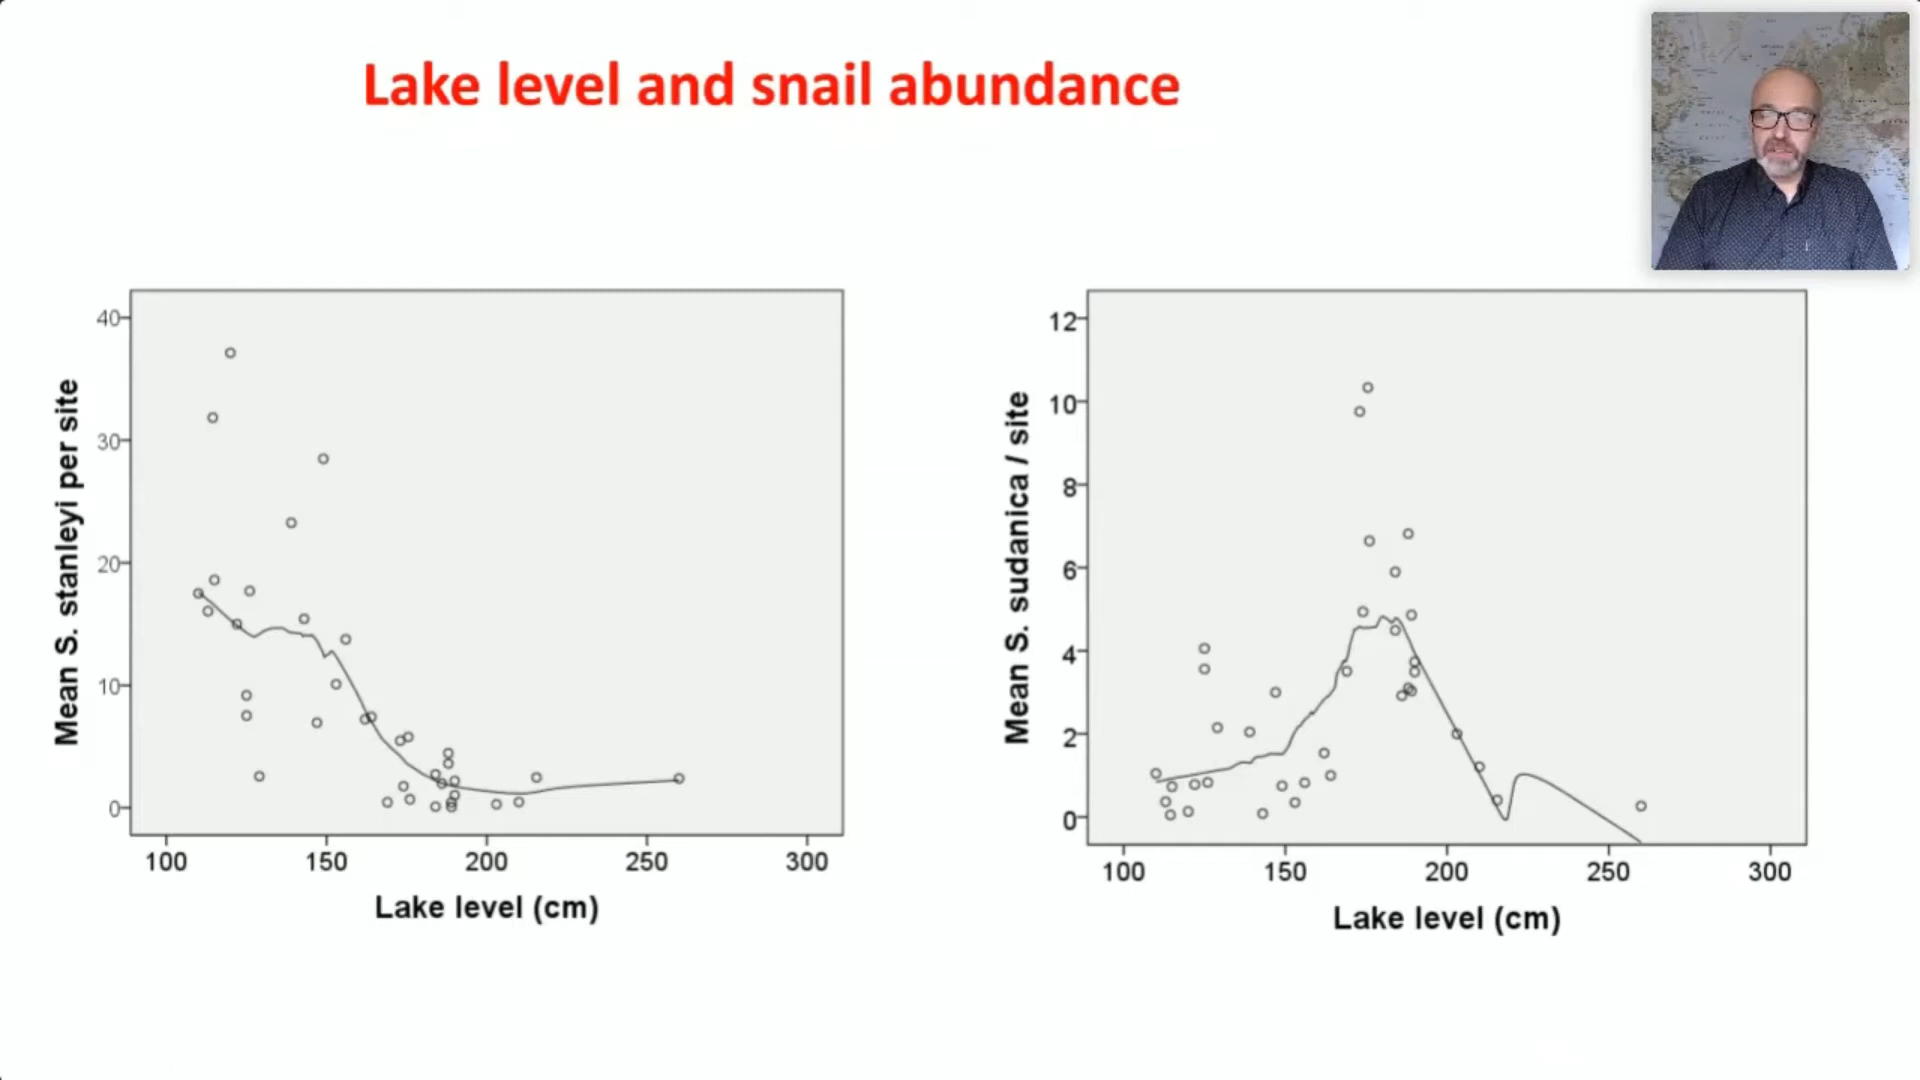 Lake level and snail abundance
Mean S. stanleyi per site
40
30
20
10
0
100 150 200 250 300
Lake level (cm)
Mean S. sudanica / site
12
10
8
6
4
2
0
100 150 200 250 300
Lake level (cm)